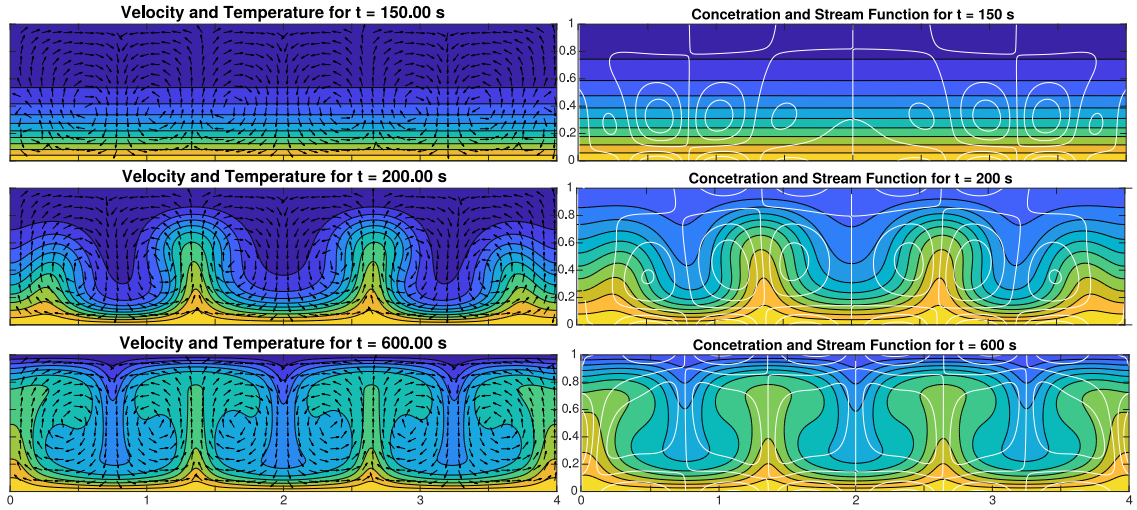 Velocity and Temperature for t = 150.00 s
Concetration and Stream Function for t = 150 s
1
0.8
0.6
0.4
0.2
0
Velocity and Temperature for t = 200.00 s
Concetration and Stream Function for t = 200 s
1
0.8
0.6
0.4
0.2
0
Velocity and Temperature for t = 600.00 s
Concetration and Stream Function for t = 600 s
1
0.8
0.6
0.4
0.2
0
0 1 2 3 4
0 1 2 3 4